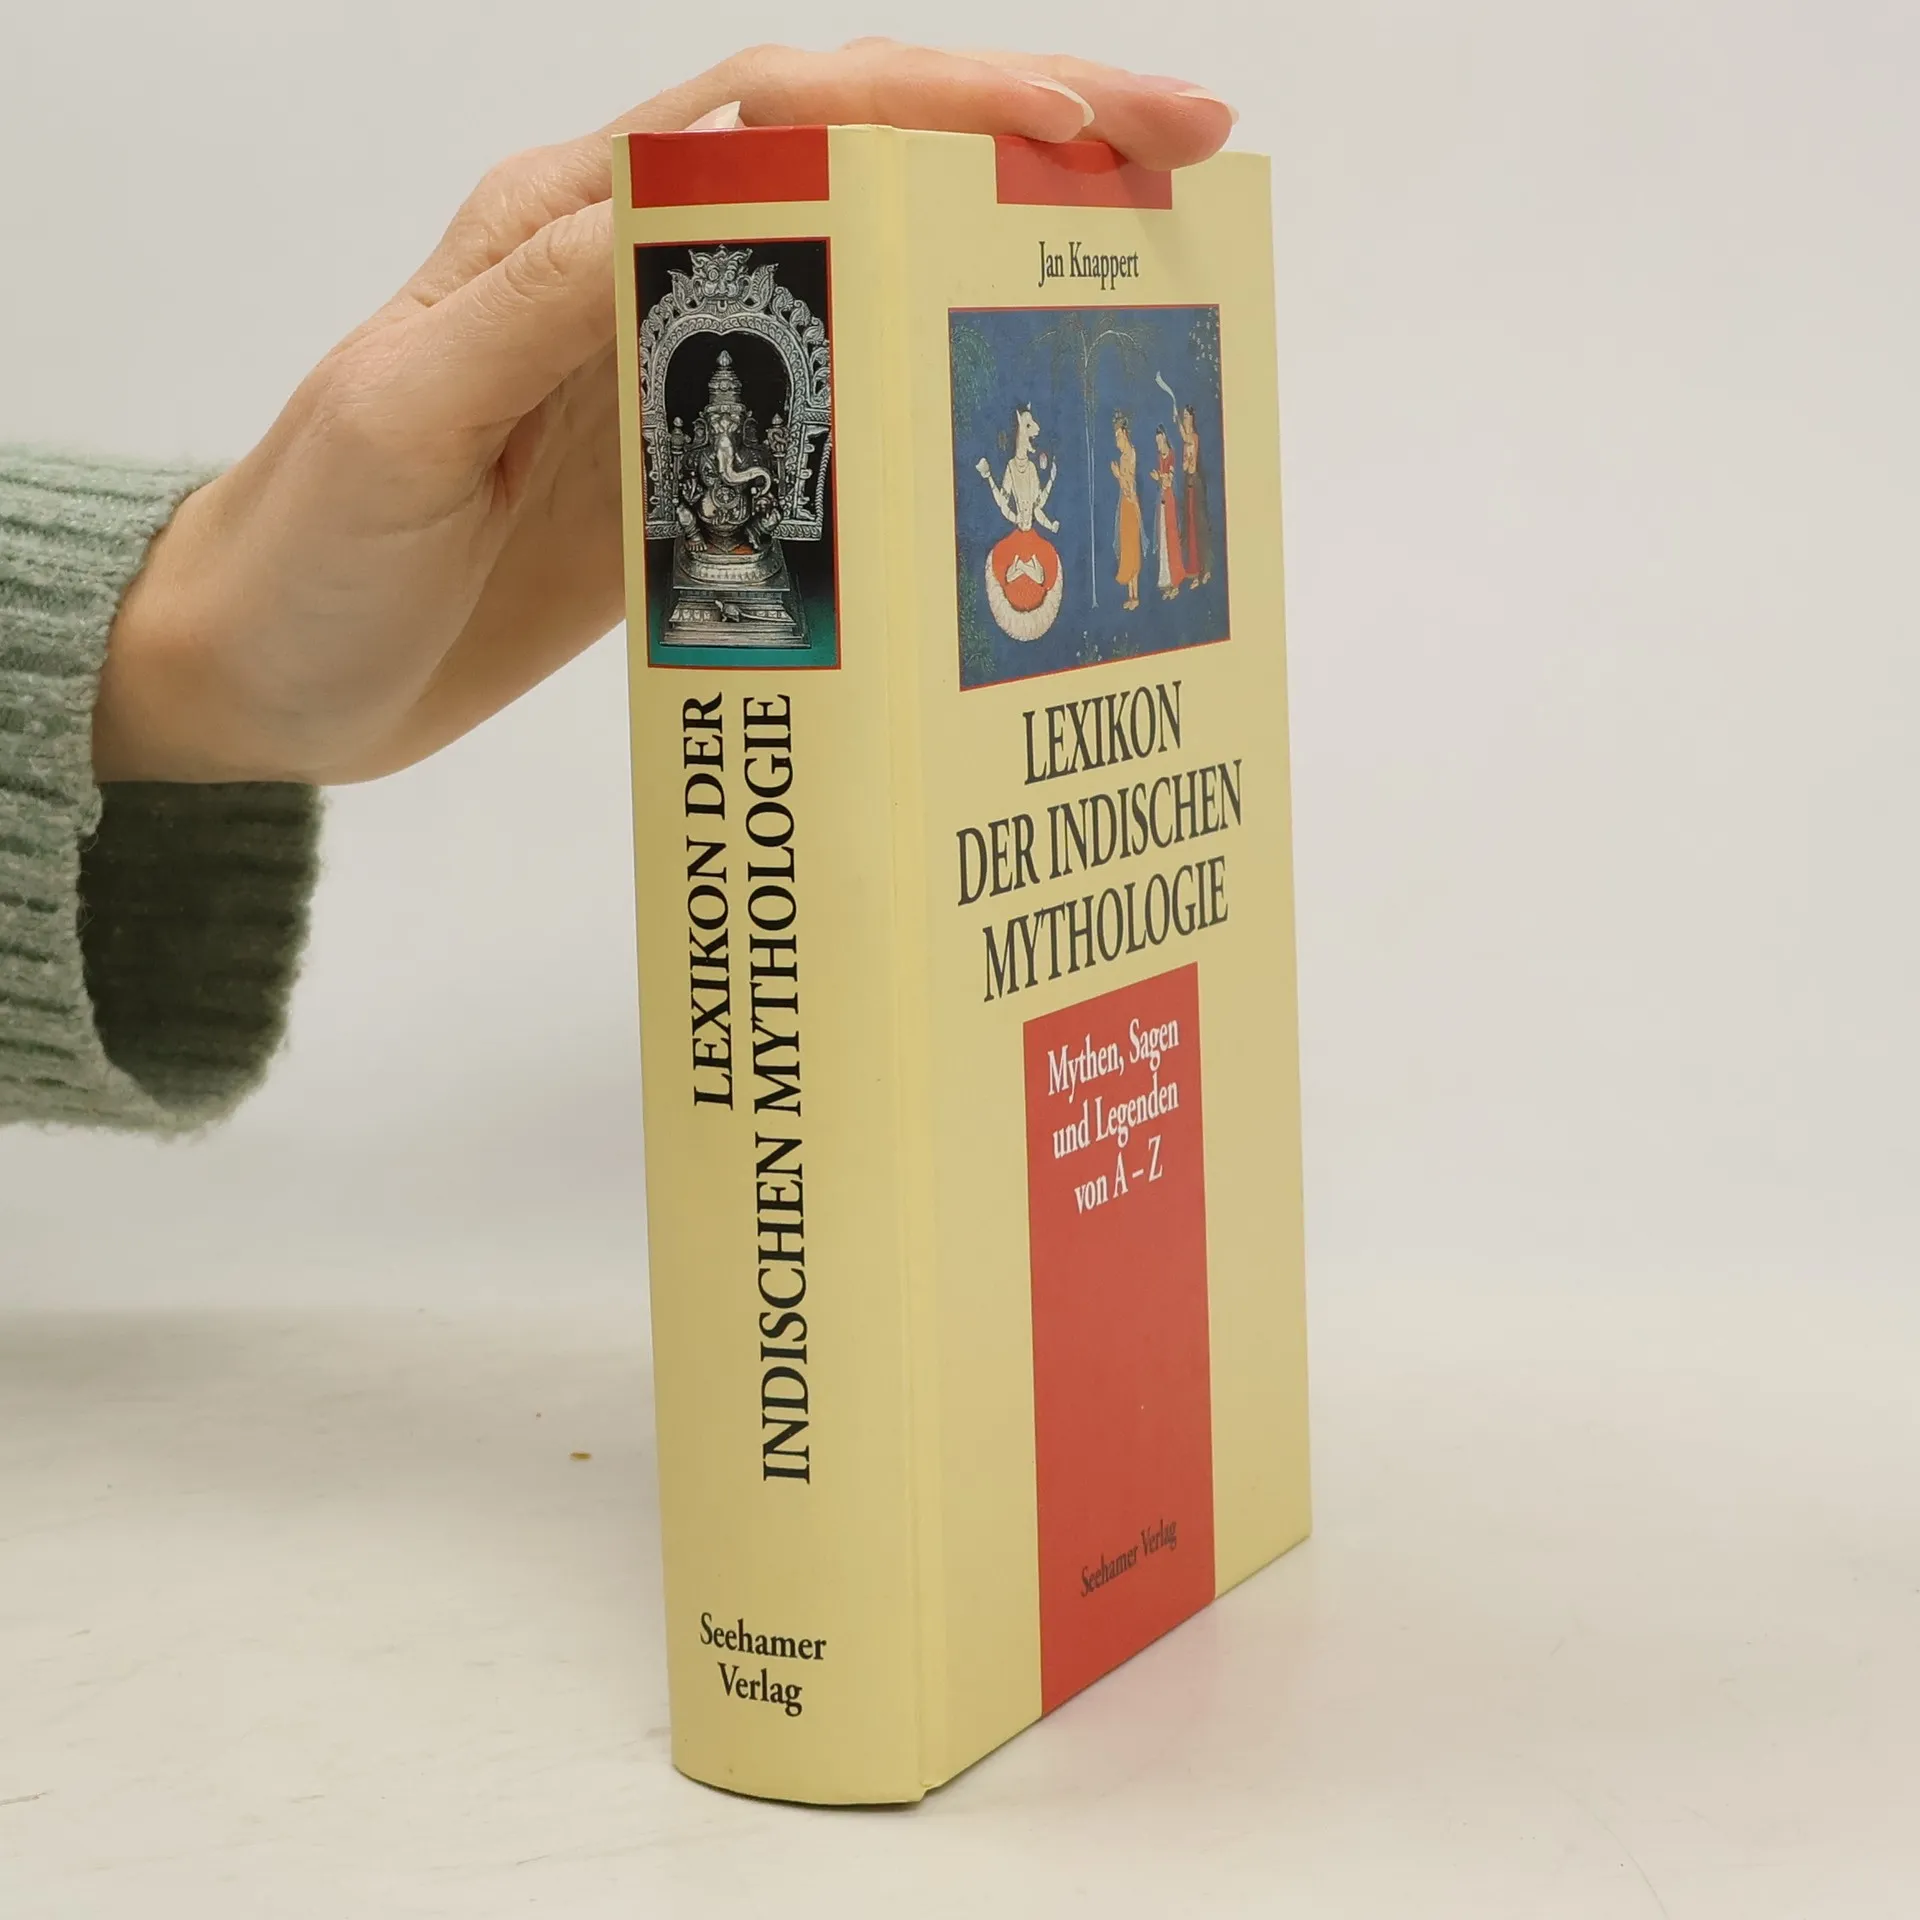 LEXIKON DER
INDISCHEN MYTHOLOGIE
Seehamer
Verlag
Jan Knappert
LEXIKON
DER INDISCHEN
MYTHOLOGIE
Mythen, Sagen
und Legenden
von A – Z
Seehamer Verlag